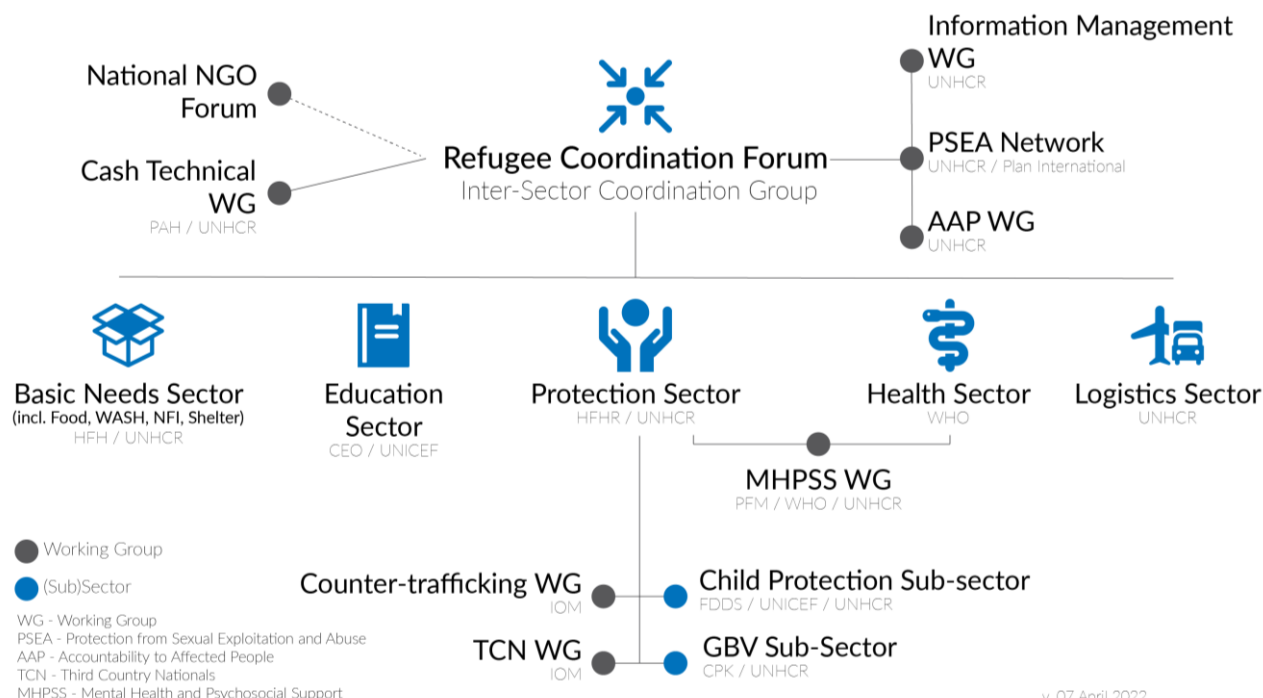 National NGO
Forum
Cash Technical
WG
PAH / UNHCR
Refugee Coordination Forum
Inter-Sector Coordination Group
Information Management
WG
UNHCR
PSEA Network
UNHCR / Plan International
AAP WG
UNHCR
Basic Needs Sector
(incl. Food, WASH, NFI, Shelter)
HFH / UNHCR
Education
Sector
CEO / UNICEF
Protection Sector
HFHR / UNHCR
Health Sector
WHO
Logistics Sector
UNHCR
MHPSS WG
PFM / WHO / UNHCR
Counter-trafficking WG
IOM
TCN WG
IOM
Child Protection Sub-sector
FDDS / UNICEF / UNHCR
GBV Sub-Sector
CPK / UNHCR
Working Group
(Sub)Sector
WG - Working Group
PSEA - Protection from Sexual Exploitation and Abuse
AAP - Accountability to Affected People
TCN - Third Country Nationals
MHPSS - Mental Health and Psychosocial Support
v. 07 April 2022